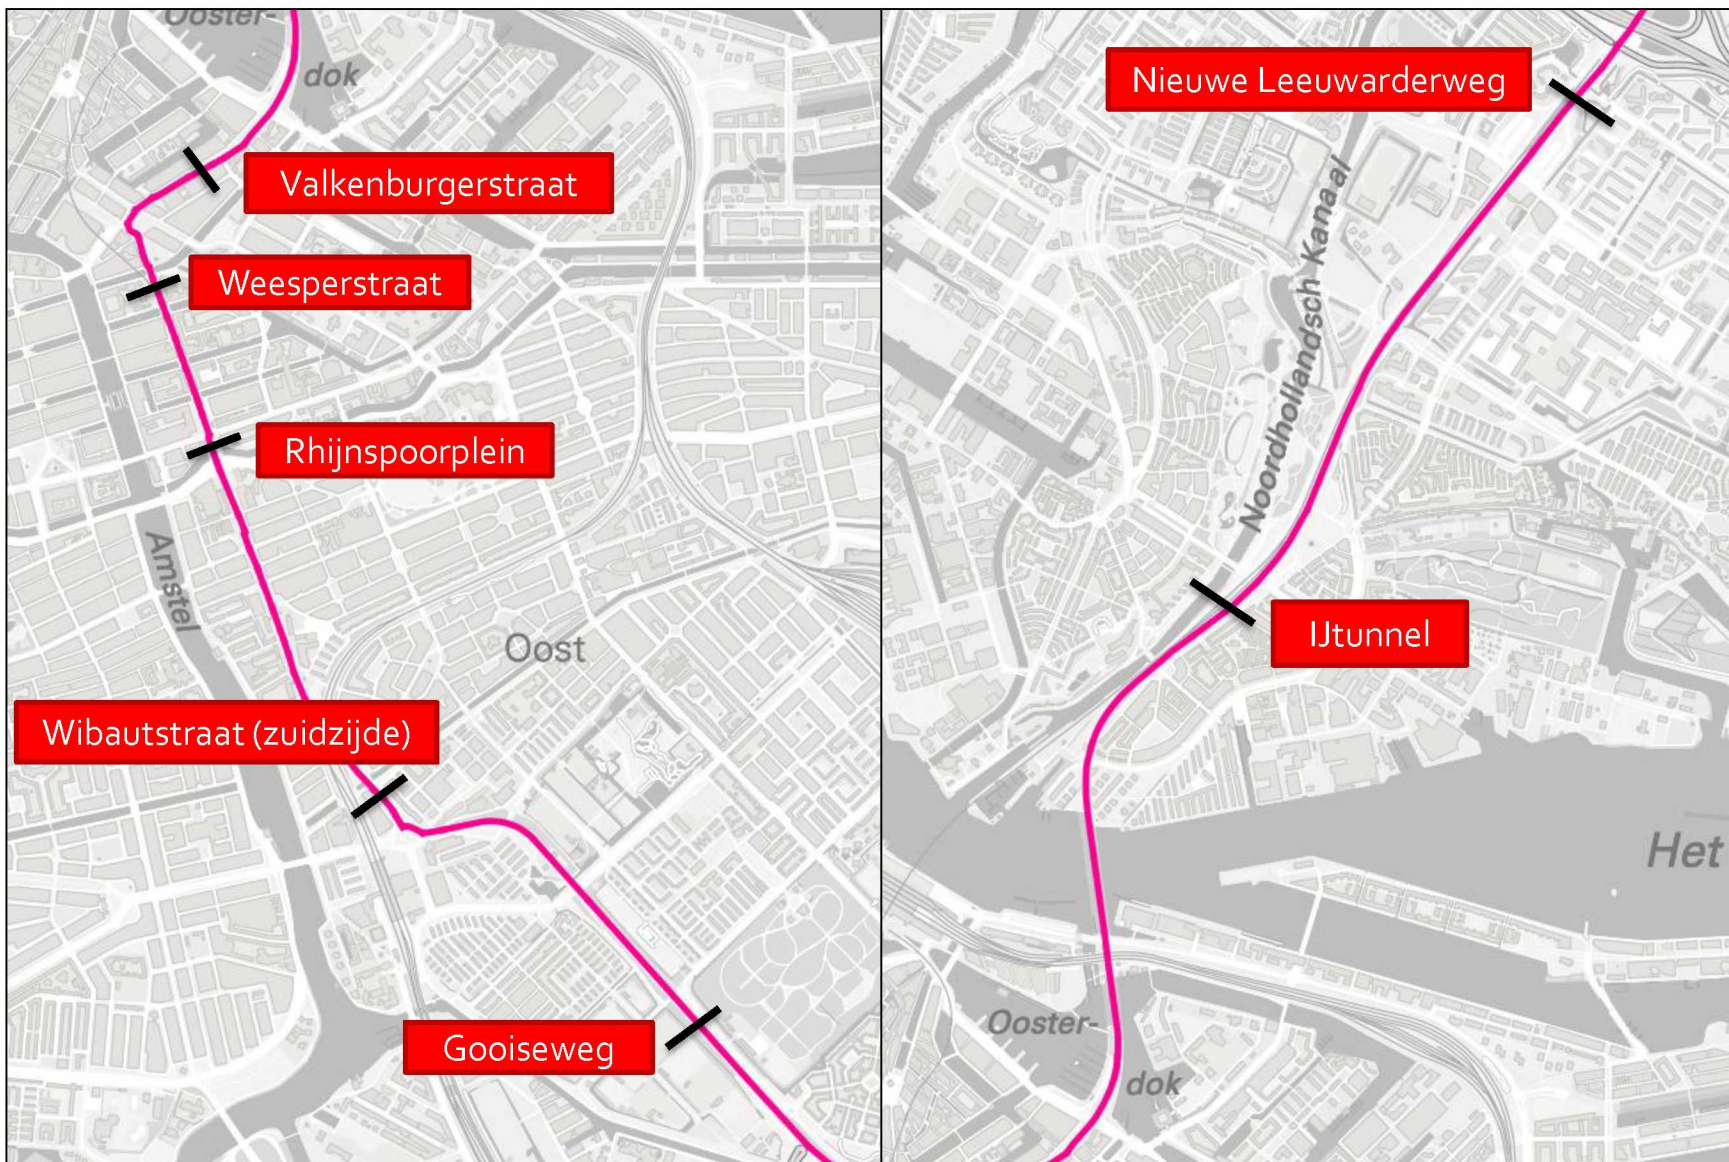 Ooster-
dok
Valkenburgerstraat
Weesperstraat
Rhijnspoorplein
Amstel
Oost
Wibautstraat (zuidzijde)
Gooiseweg
Nieuwe Leeuwarderweg
Noordhollandsch Kanaal
IJtunnel
Het
Ooster-
dok